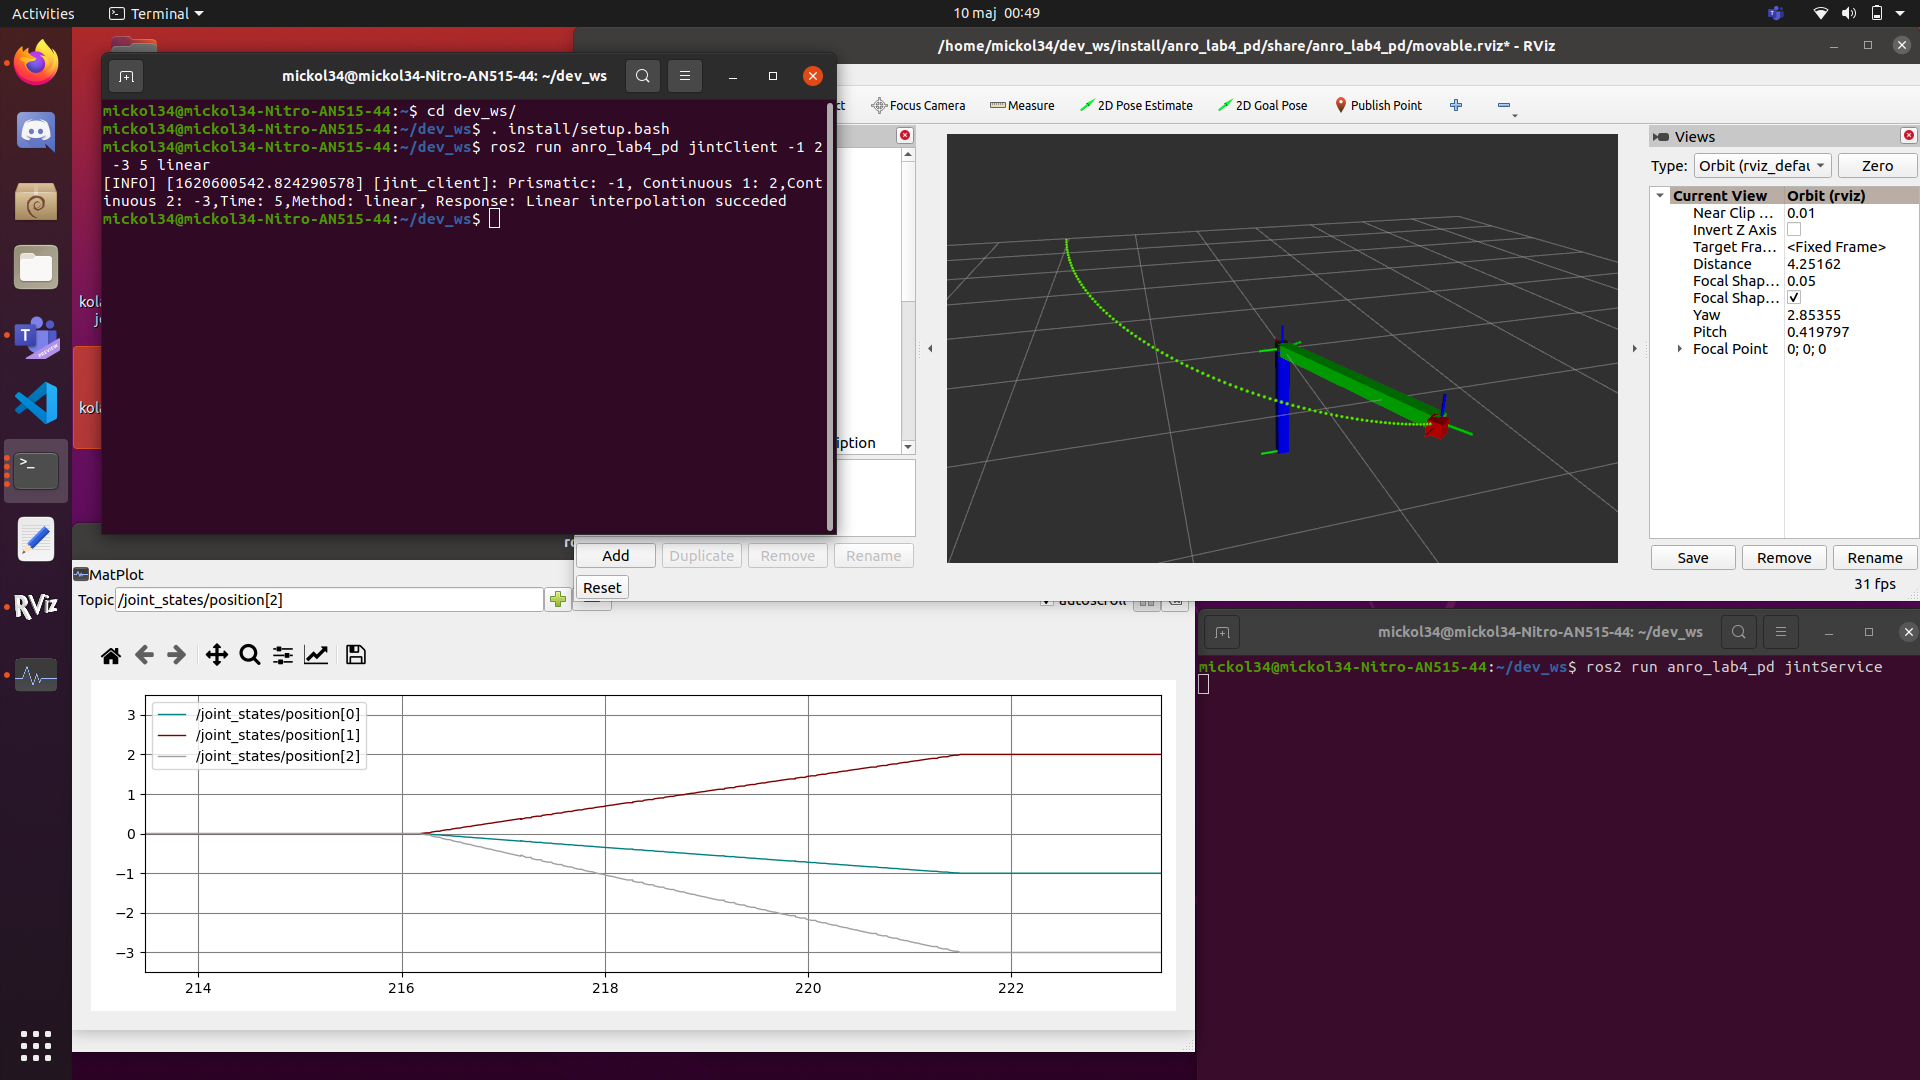 Activities
Terminal
10 maj 00:49
/home/mickol34/dev_ws/install/anro_lab4_pd/share/anro_lab4_pd/movable.rviz* - RViz
mickol34@mickol34-Nitro-AN515-44: ~/dev_ws
mickol34@mickol34-Nitro-AN515-44:~$ cd dev_ws/
mickol34@mickol34-Nitro-AN515-44:~/dev_ws$ . install/setup.bash
mickol34@mickol34-Nitro-AN515-44:~/dev_ws$ ros2 run anro_lab4_pd jintClient -1 2
-3 5 linear
[INFO] [1620600542.824290578] [jint_client]: Prismatic: -1, Continuous 1: 2,Cont
inuous 2: -3,Time: 5,Method: linear, Response: Linear interpolation succeded
mickol34@mickol34-Nitro-AN515-44:~/dev_ws$
ct
Focus Camera
Measure
2D Pose Estimate
2D Goal Pose
Publish Point
Views
Type:
Orbit (rviz_defau
Zero
Current View Orbit (rviz)
Near Clip ... 0.01
Invert Z Axis
Target Fra... <Fixed Frame>
Distance 4.25162
Focal Shap... 0.05
Focal Shap...
Yaw 2.85355
Pitch 0.419797
Focal Point 0; 0; 0
Save
Remove
Rename
31 fps
kola
kola
iption
Add
Duplicate
Remove
Rename
Reset
MatPlot
Topic /joint_states/position[2]
autoscroll
/joint_states/position[0]
/joint_states/position[1]
/joint_states/position[2]
3
2
1
0
−1
−2
−3
214
216
218
220
222
mickol34@mickol34-Nitro-AN515-44: ~/dev_ws
mickol34@mickol34-Nitro-AN515-44:~/dev_ws$ ros2 run anro_lab4_pd jintService
RViz
T
PREVIEW